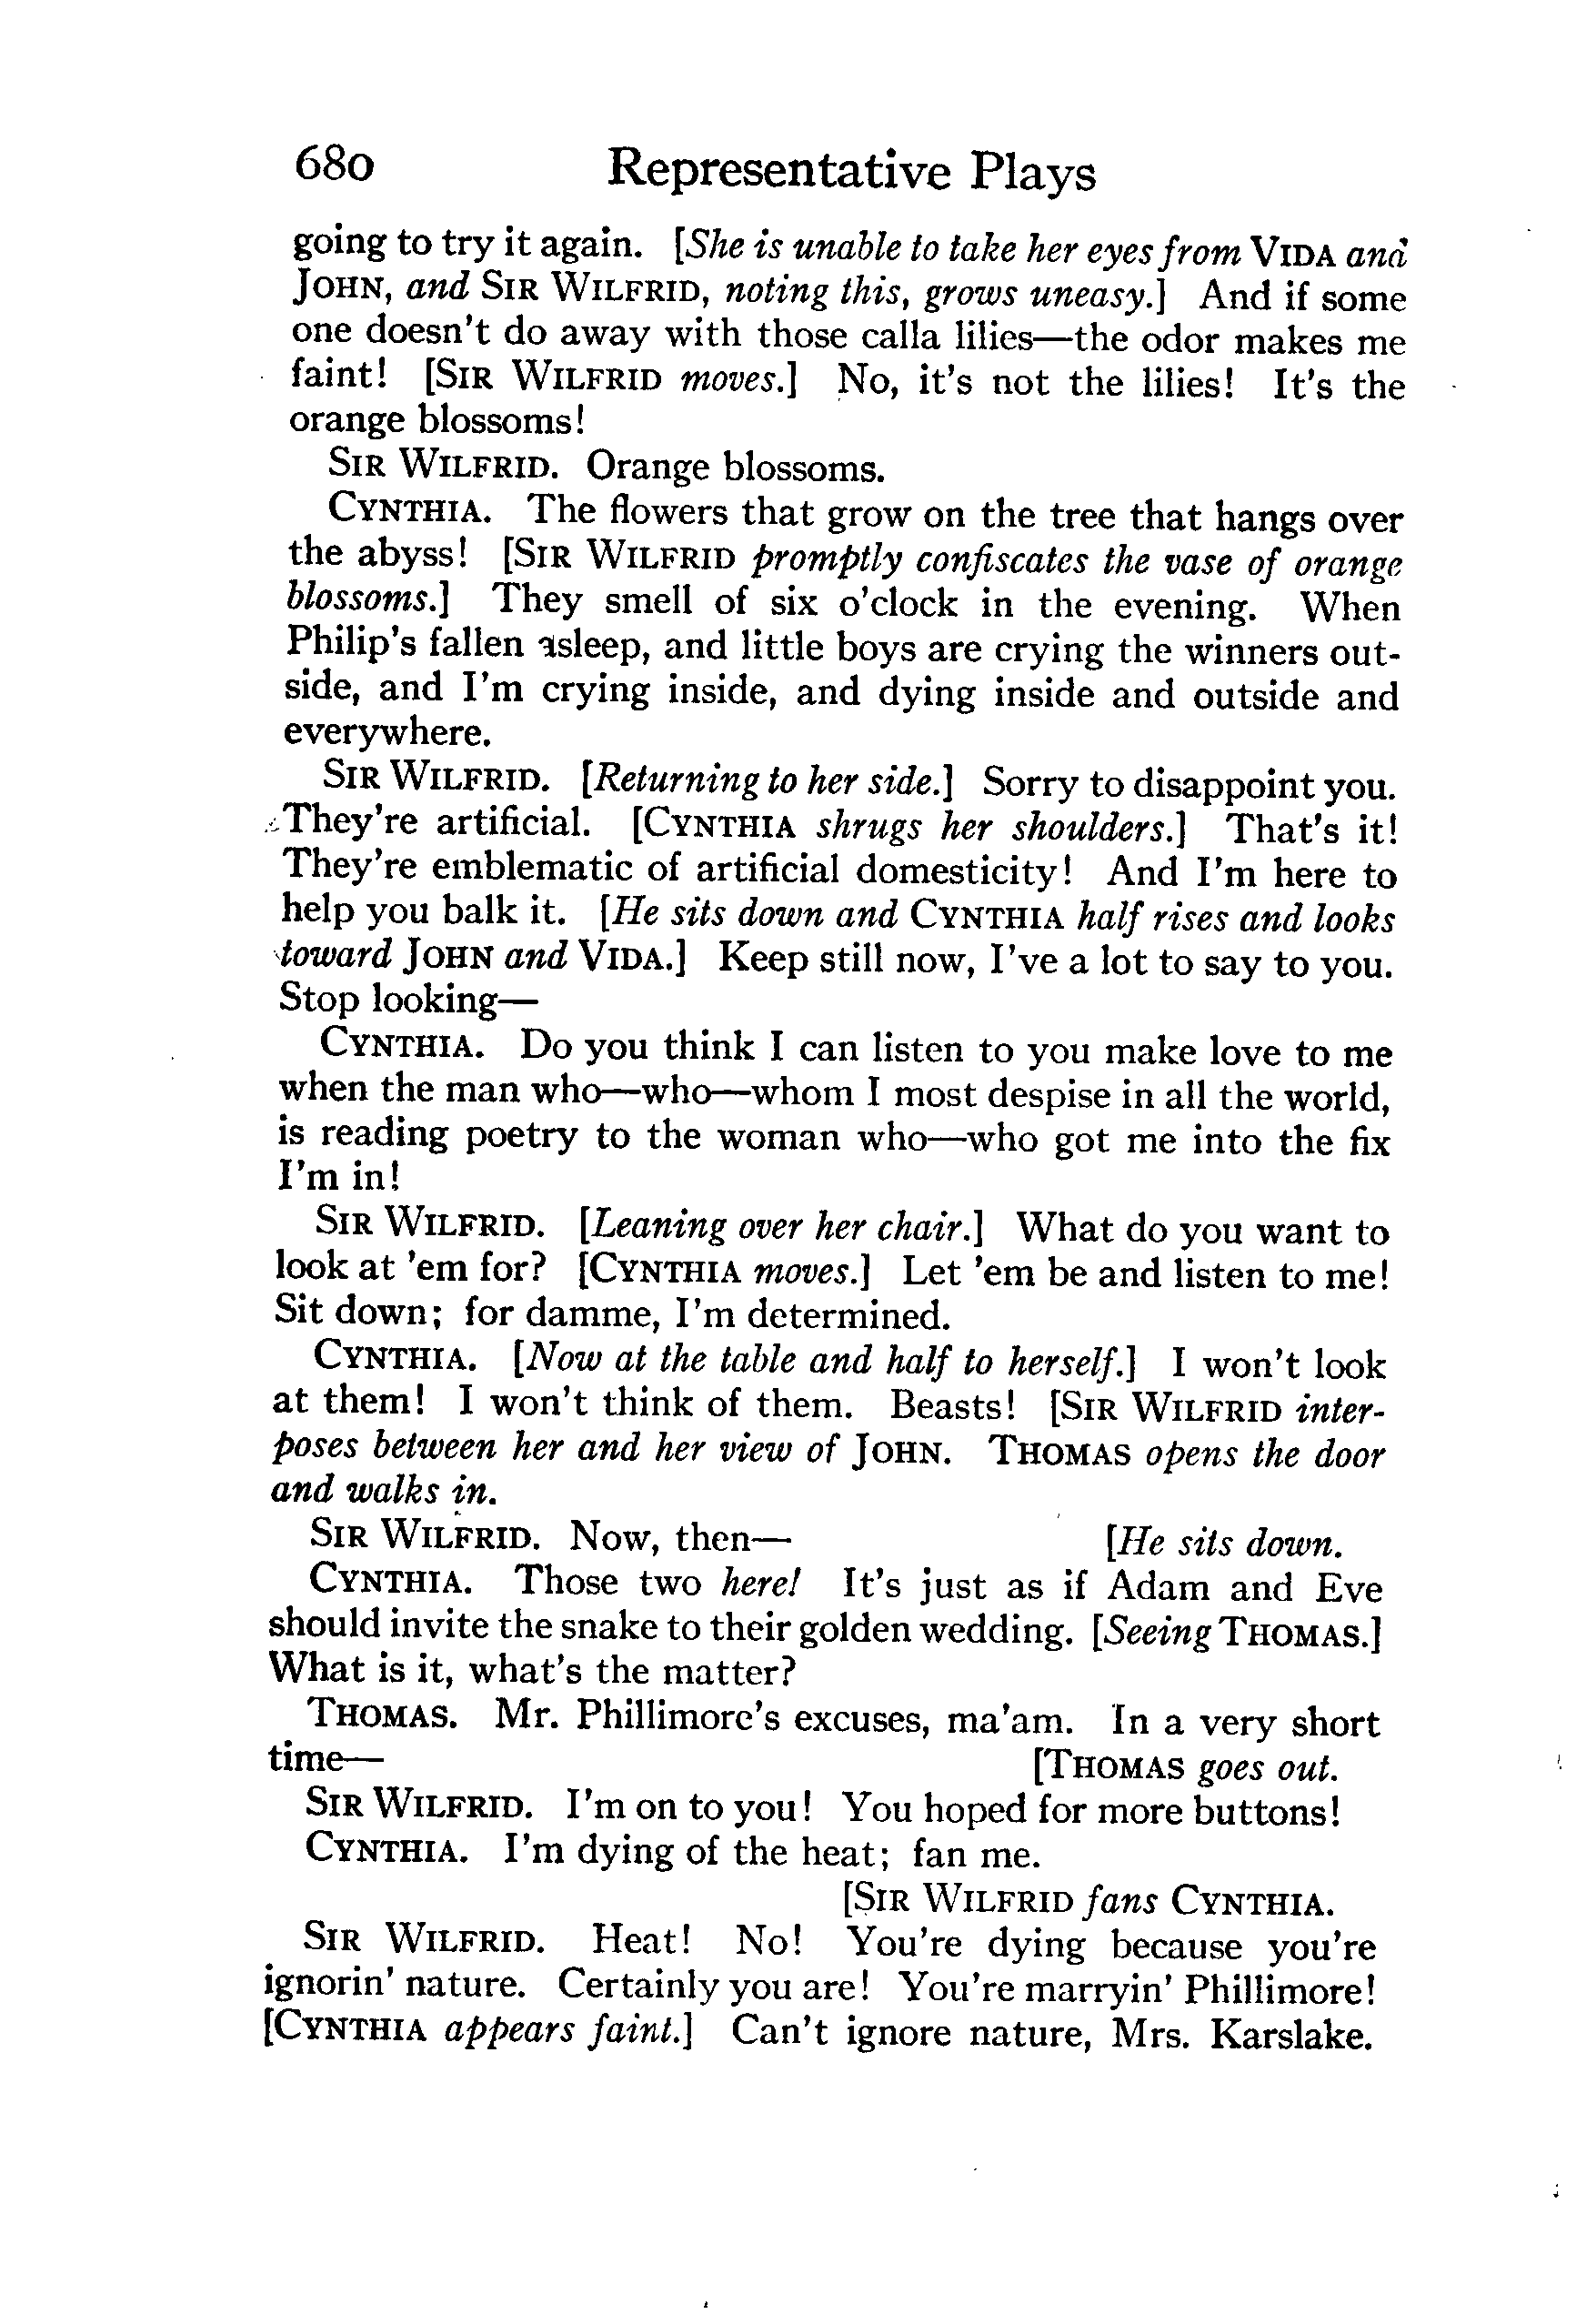 680 Representative Plays
going to try it again. [She is unable to take her eyes from VIDA and
JOHN, and SIR WILFRID, noting this, grows uneasy.] And if some
one doesn't do away with those calla lilies—the odor makes me
faint! [SIR WILFRID moves.] No, it's not the lilies! It's the
orange blossoms!
SIR WILFRID. Orange blossoms.
CYNTHIA. The flowers that grow on the tree that hangs over
the abyss! [SIR WILFRID promptly confiscates the vase of orange
blossoms.] They smell of six o'clock in the evening. When
Philip's fallen asleep, and little boys are crying the winners out-
side, and I'm crying inside, and dying inside and outside and
everywhere.
SIR WILFRID. [Returning to her side.] Sorry to disappoint you.
They're artificial. [CYNTHIA shrugs her shoulders.] That's it!
They're emblematic of artificial domesticity! And I'm here to
help you balk it. [He sits down and CYNTHIA half rises and looks
toward JOHN and VIDA.] Keep still now, I've a lot to say to you.
Stop looking—
CYNTHIA. Do you think I can listen to you make love to me
when the man who—who—whom I most despise in all the world,
is reading poetry to the woman who—who got me into the fix
I'm in!
SIR WILFRID. [Leaning over her chair.] What do you want to
look at 'em for? [CYNTHIA moves.] Let 'em be and listen to me!
Sit down; for damme, I'm determined.
CYNTHIA. [Now at the table and half to herself.] I won't look
at them! I won't think of them. Beasts! [SIR WILFRID inter-
poses between her and her view of JOHN. THOMAS opens the door
and walks in.
SIR WILFRID. Now, then— [He sits down.
CYNTHIA. Those two here! It's just as if Adam and Eve
should invite the snake to their golden wedding. [Seeing THOMAS.]
What is it, what's the matter?
THOMAS. Mr. Phillimore's excuses, ma'am. In a very short
time— [THOMAS goes out.
SIR WILFRID. I'm on to you! You hoped for more buttons!
CYNTHIA. I'm dying of the heat; fan me.
[SIR WILFRID fans CYNTHIA.
SIR WILFRID. Heat! No! You're dying because you're
ignorin' nature. Certainly you are! You're marryin' Phillimore!
[CYNTHIA appears faint.] Can't ignore nature, Mrs. Karslake.